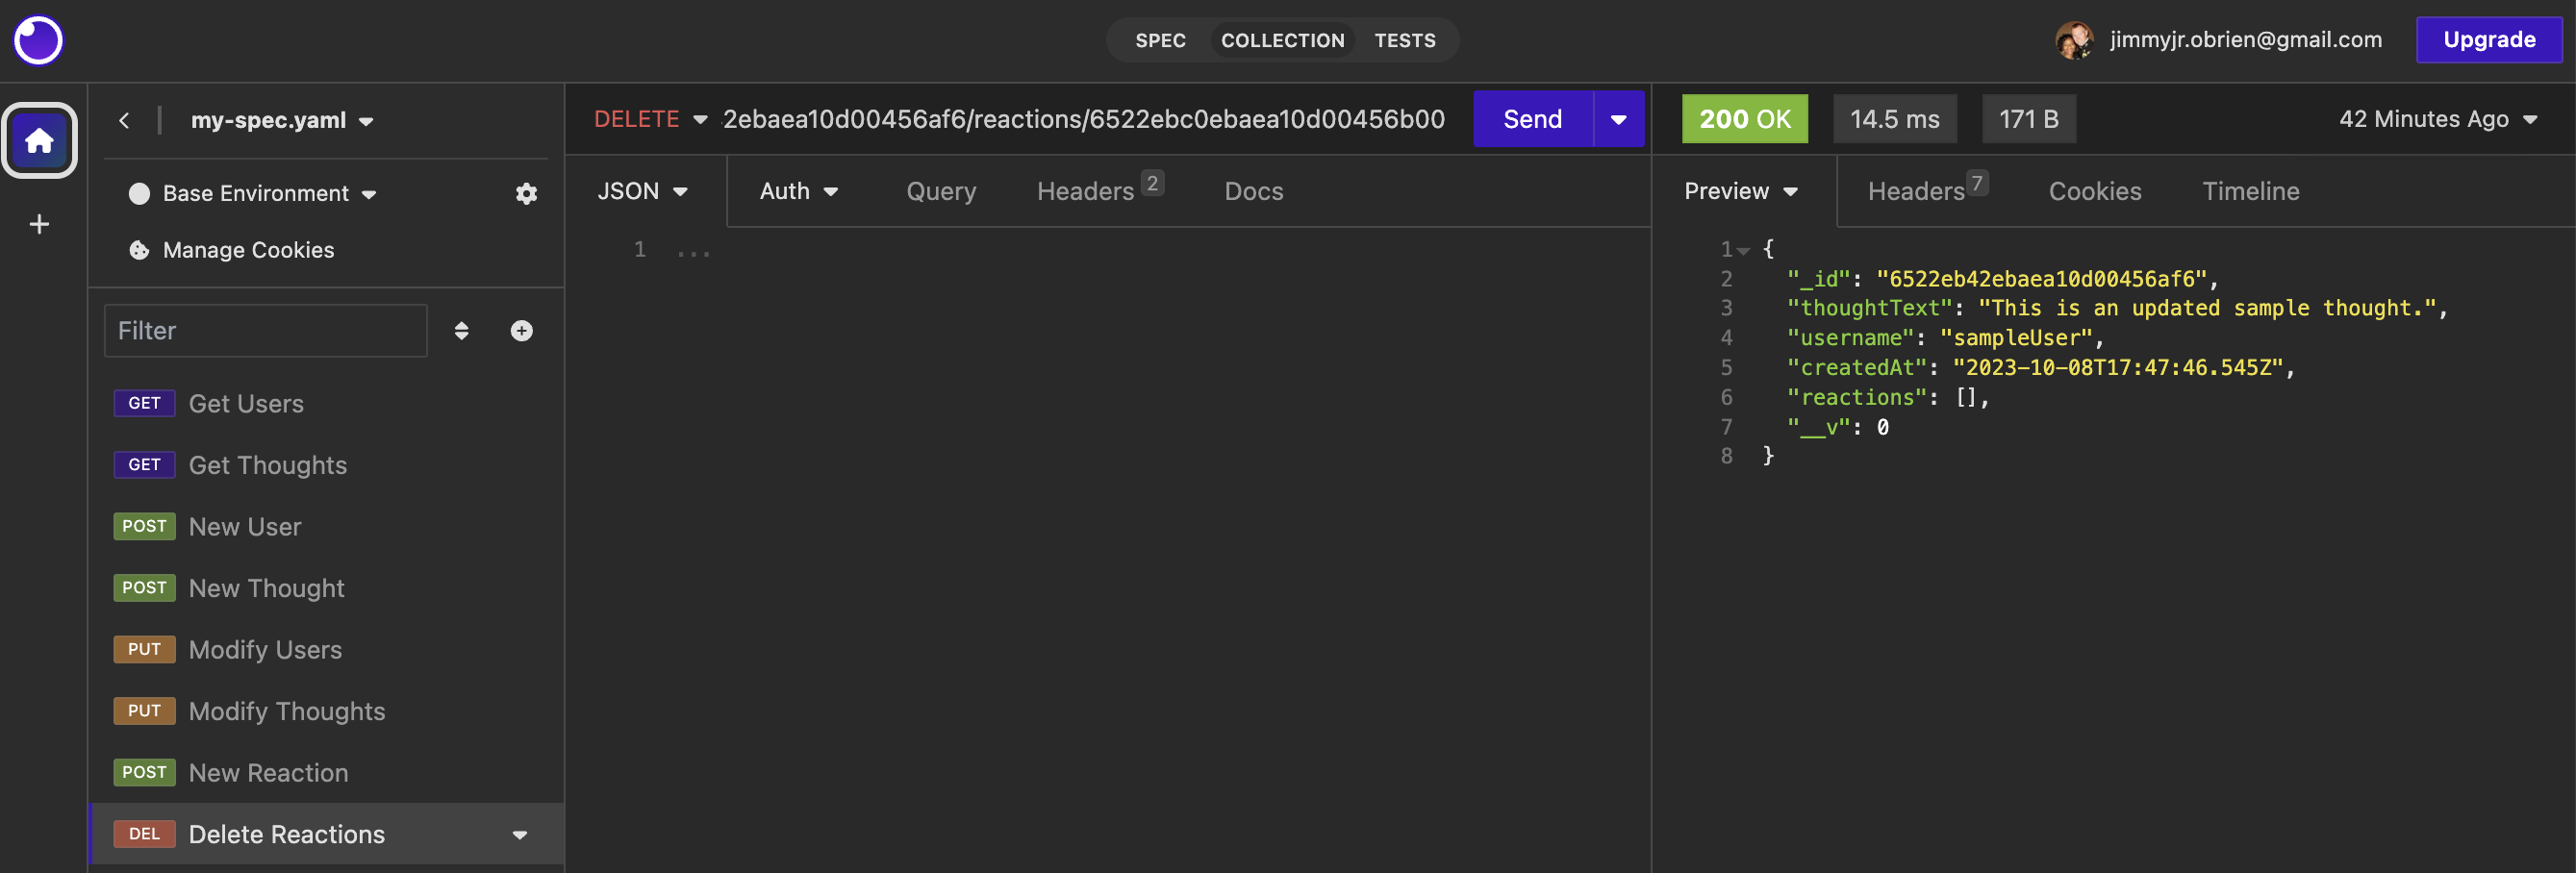 SPEC COLLECTION TESTS
jimmyjr.obrien@gmail.com
Upgrade
my-spec.yaml
Base Environment
Manage Cookies
Filter
GET Get Users
GET Get Thoughts
POST New User
POST New Thought
PUT Modify Users
PUT Modify Thoughts
POST New Reaction
DEL Delete Reactions
DELETE 2ebaea10d00456af6/reactions/6522ebc0ebaea10d00456b00 Send
JSON Auth Query Headers 2 Docs
1 ...
200 OK 14.5 ms 171 B 42 Minutes Ago
Preview Headers 7 Cookies Timeline
1 {
2 "_id": "6522eb42ebaea10d00456af6",
3 "thoughtText": "This is an updated sample thought.",
4 "username": "sampleUser",
5 "createdAt": "2023-10-08T17:47:46.545Z",
6 "reactions": [],
7 "__v": 0
8 }